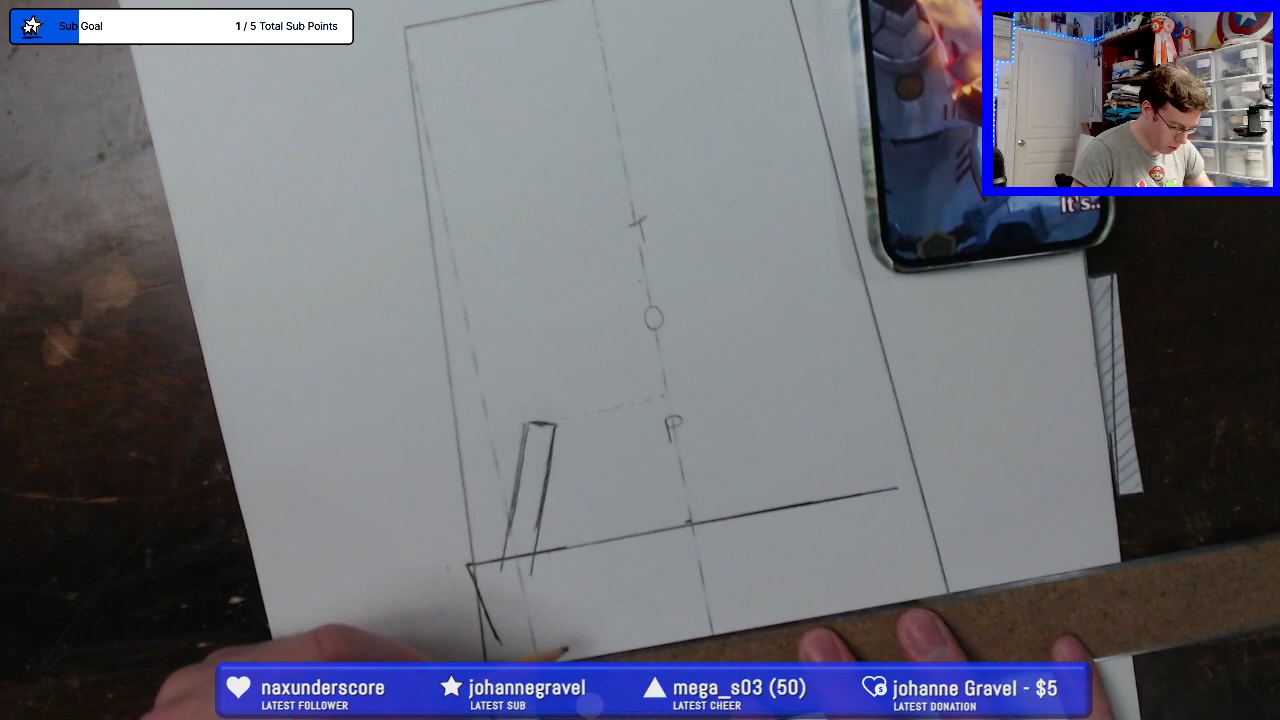 Sub Goal
1 / 5 Total Sub Points
It's..
O
P
naxunderscore
LATEST FOLLOWER
johannegravel
LATEST SUB
mega_s03 (50)
LATEST CHEER
johanne Gravel - $5
LATEST DONATION